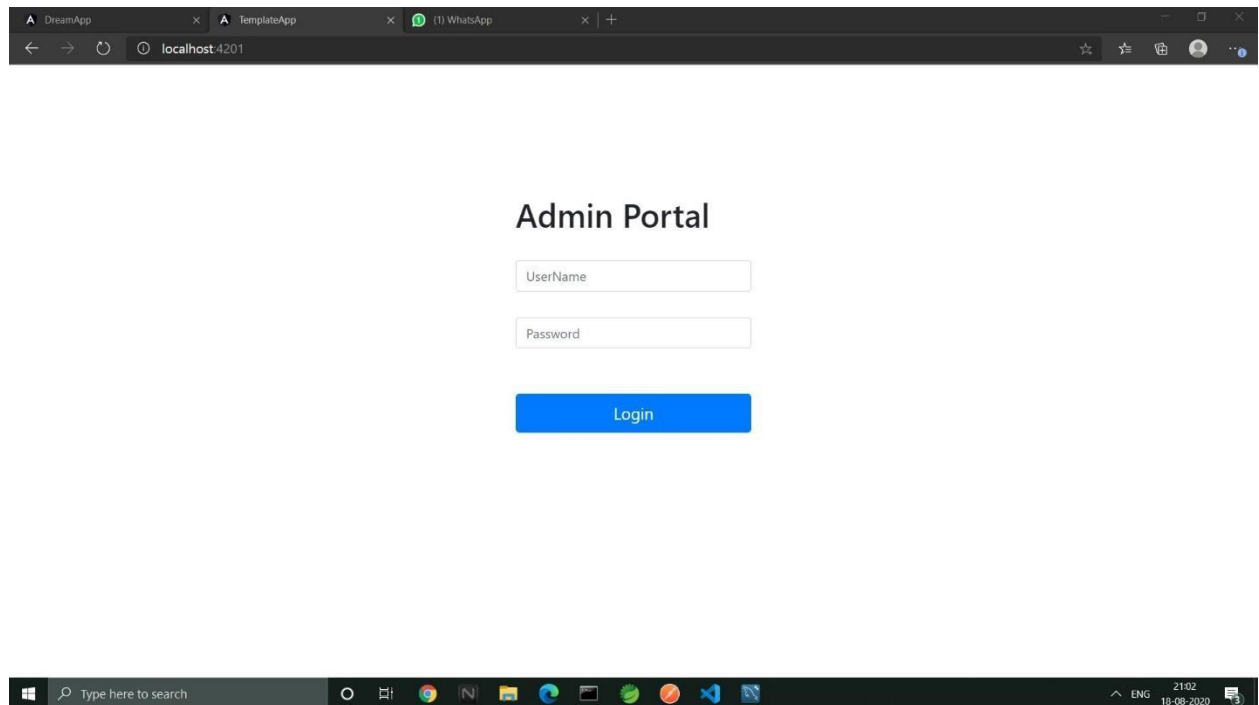 DreamApp
TemplateApp
(1) WhatsApp
localhost:4201
Admin Portal
UserName
Password
Login
Type here to search
ENG
21:02
18-08-2020
3